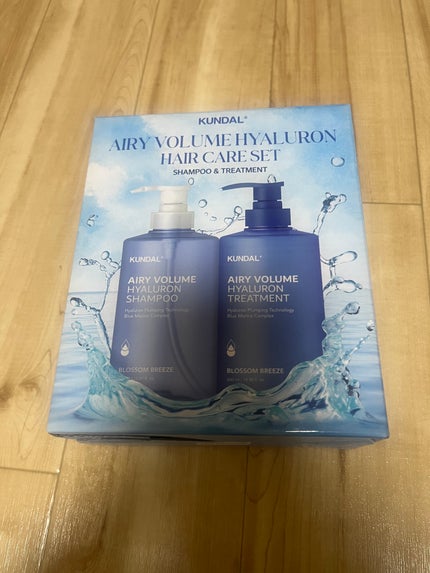 KUNDAL®
AIRY VOLUME HYALURON
HAIR CARE SET
SHAMPOO & TREATMENT
KUNDAL®
AIRY VOLUME
HYALURON
SHAMPOO
Hyaluron Plumping Technology
Blue Marine Complex
BLOSSOM BREEZE
KUNDAL®
AIRY VOLUME
HYALURON
TREATMENT
Hyaluron Plumping Technology
Blue Marine Complex
BLOSSOM BREEZE